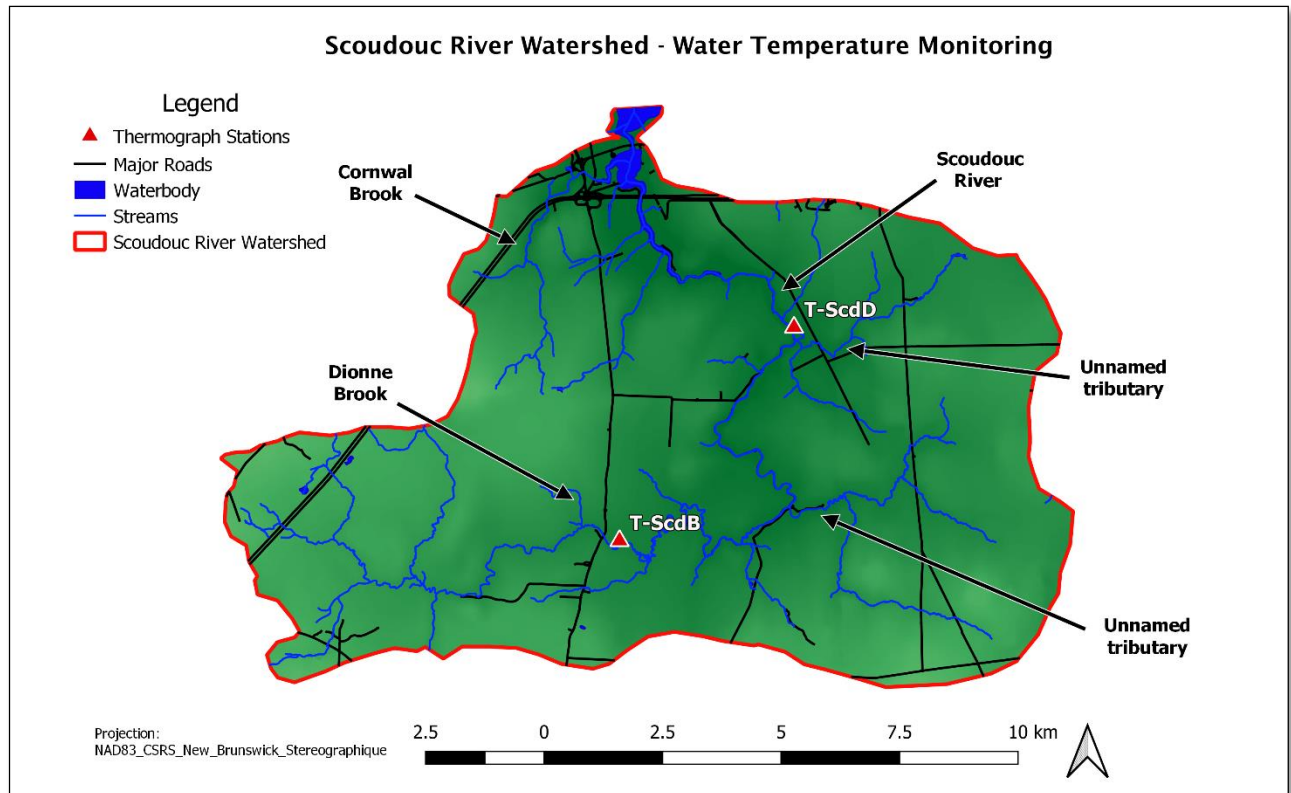 Scoudouc River Watershed - Water Temperature Monitoring
Legend
Thermograph Stations
Major Roads
Waterbody
Streams
Scoudouc River Watershed
Cornwal
Brook
Scoudouc
River
T-ScdD
Unnamed
tributary
Dionne
Brook
T-ScdB
Unnamed
tributary
Projection:
NAD83_CSRS_New_Brunswick_Stereographique
2.5 0 2.5 5 7.5 10 km